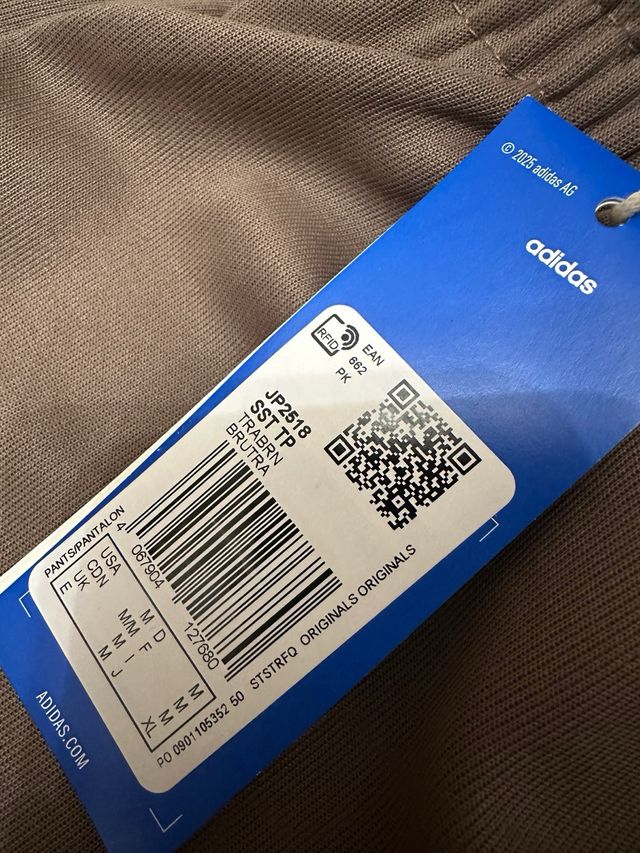 © 2025 adidas AG
adidas
RFID
EAN
662
PK
JP2518
SST TP
TRABRN
BRUTRA
PANTS/PANTALON
4 067904 127680
USA M D M
CDN M/M F M
UK M I M
E M J XL
PO 0901105352 50 STSTRFQ ORIGINALS ORIGINALS
ADIDAS.COM